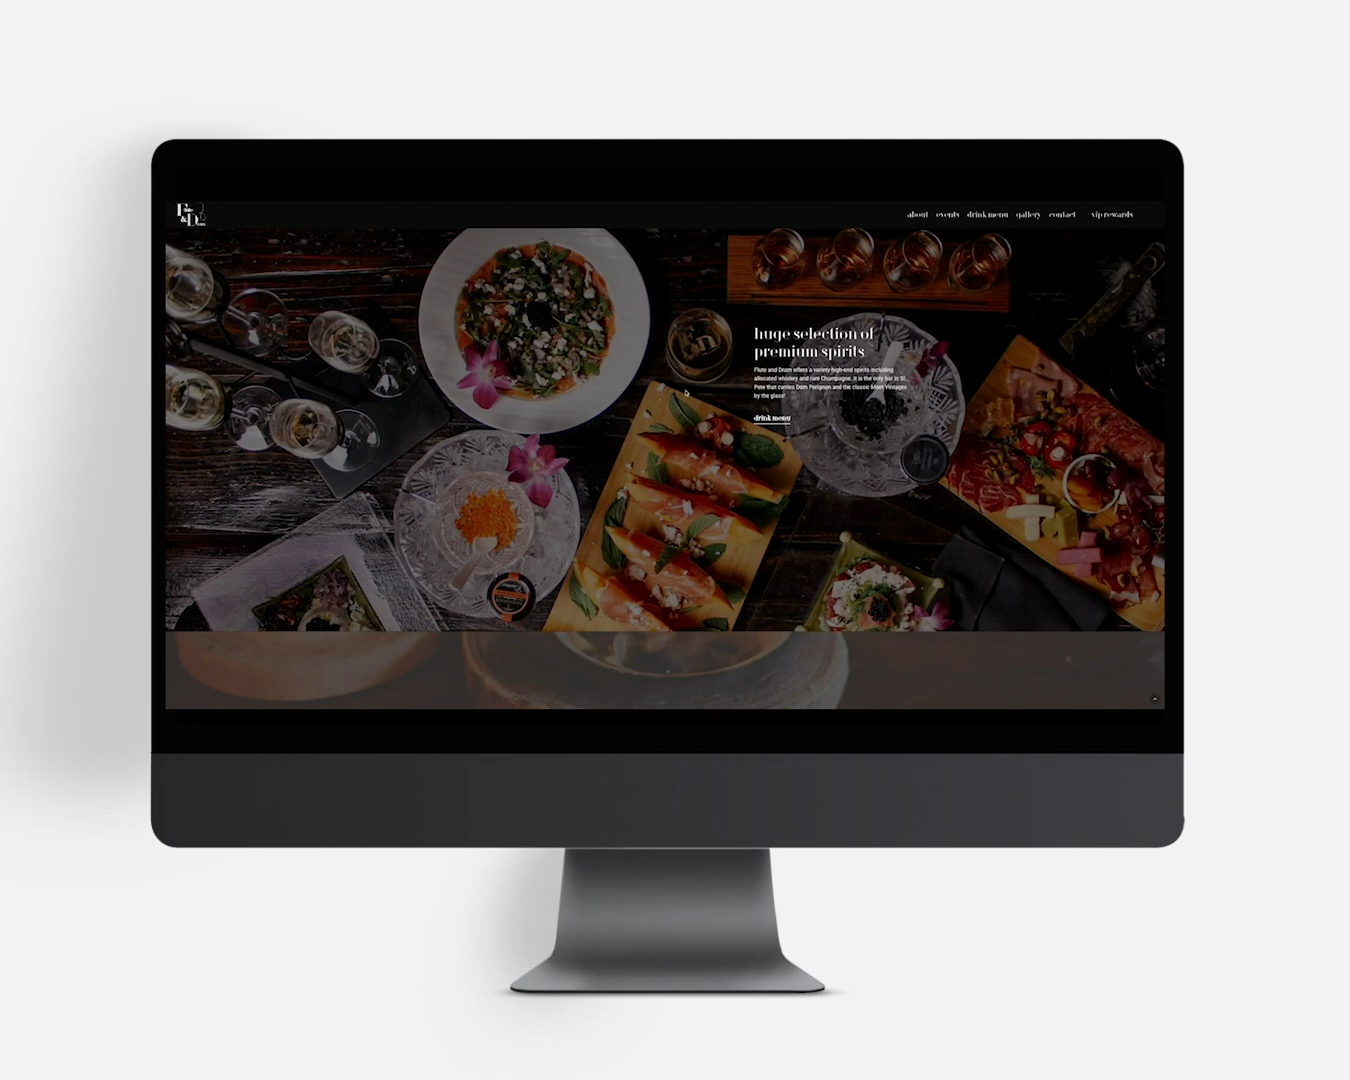 F
&D
about events drink menu gallery contact vip rewards
huge selection of
premium spirits
Flute and Dram offers a variety high-end spirits including
allocated whiskey and rare Champagne. It is the only bar in St.
Pete that carries Dom Perignon and the classic Moet Vintages
by the glass!
drink menu